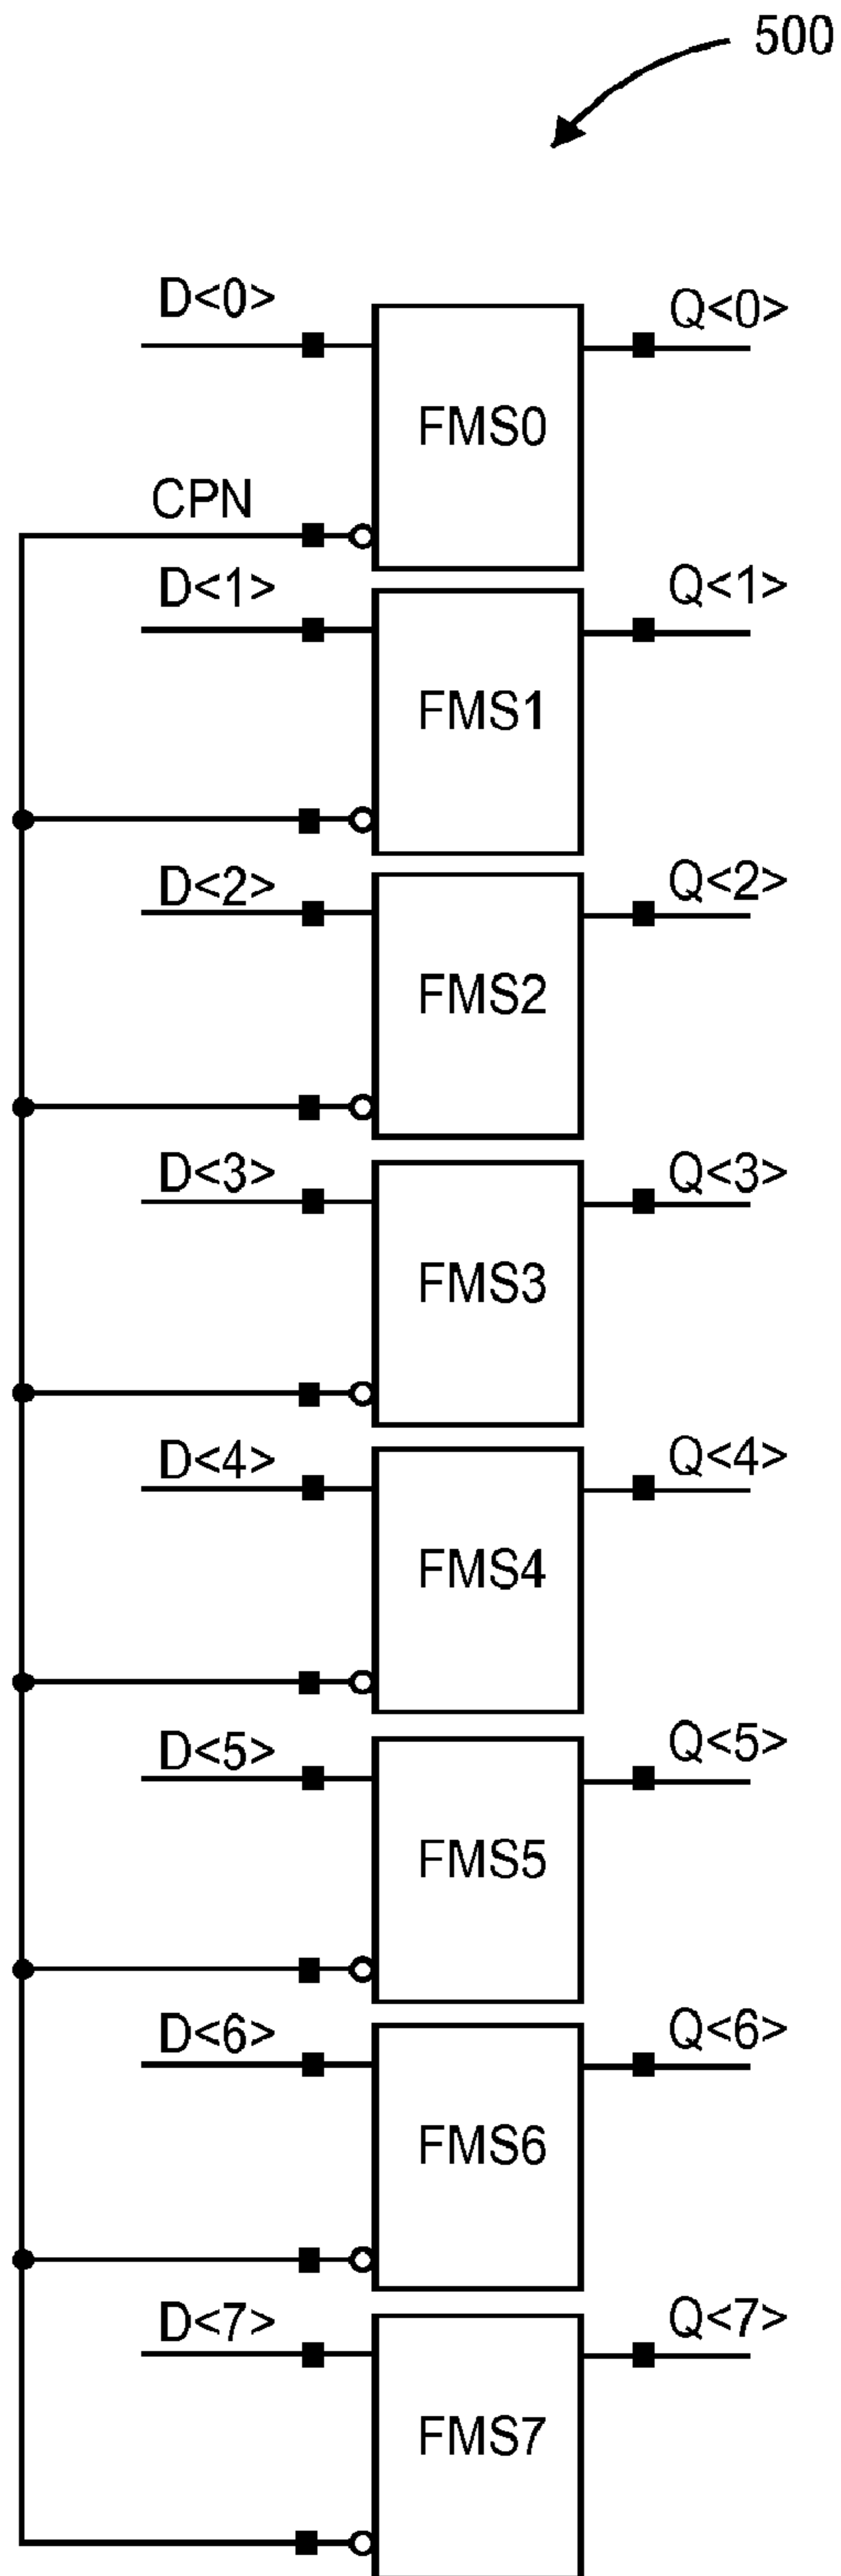 500
D<0>
Q<0>
FMS0
CPN
D<1>
Q<1>
FMS1
D<2>
Q<2>
FMS2
D<3>
Q<3>
FMS3
D<4>
Q<4>
FMS4
D<5>
Q<5>
FMS5
D<6>
Q<6>
FMS6
D<7>
Q<7>
FMS7